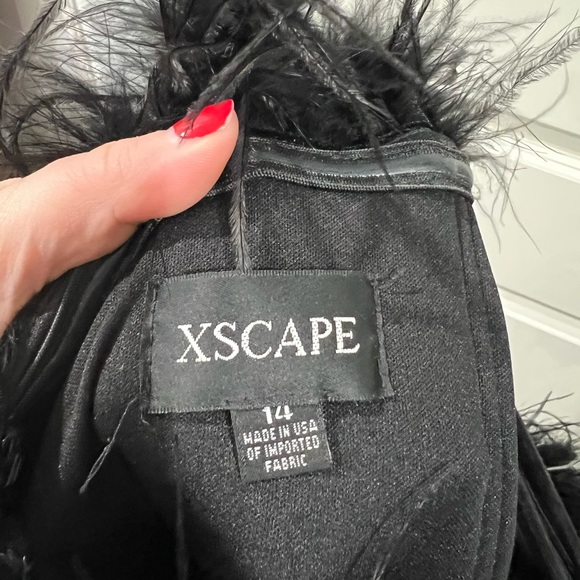 XSCAPE
14
MADE IN USA
OF IMPORTED
FABRIC